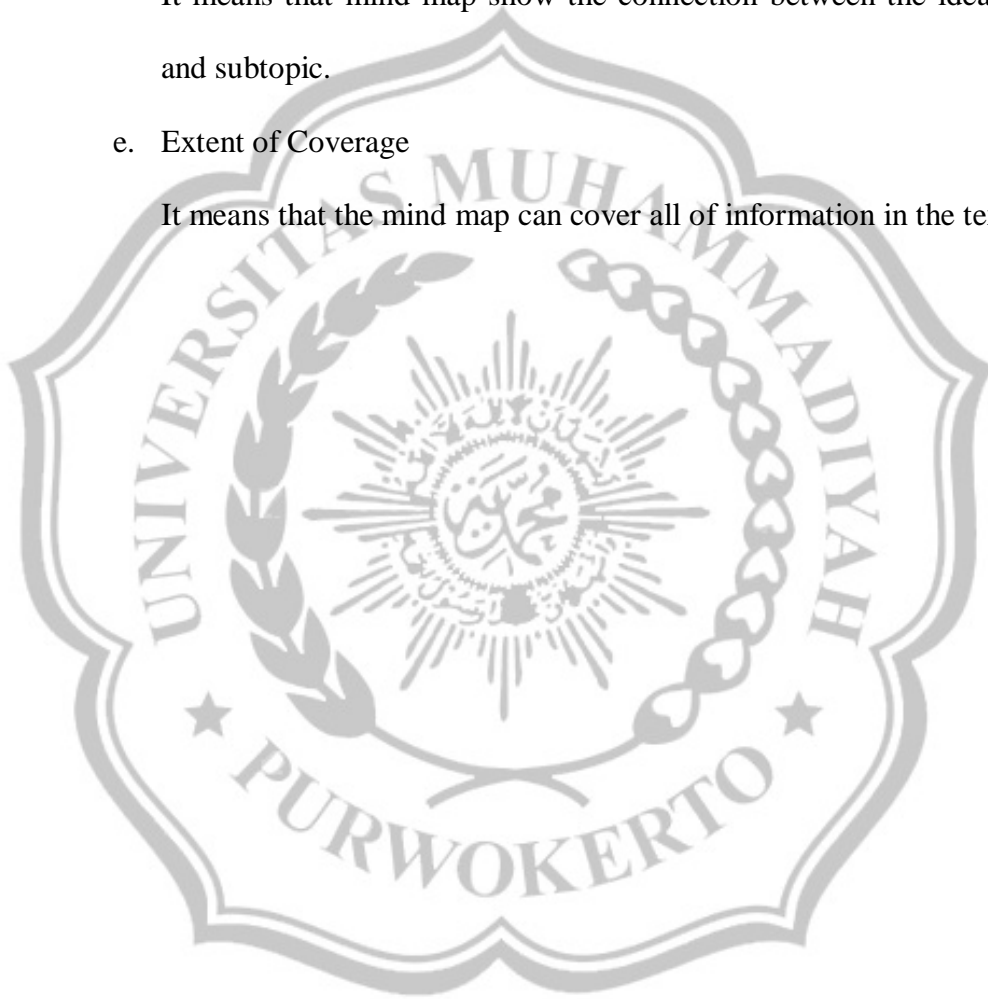 It means that mind map show the connection between the idea
and subtopic.
e. Extent of Coverage
It means that the mind map can cover all of information in the
UNIVERSITAS MUHAMMADIYAH
PURWOKERTO